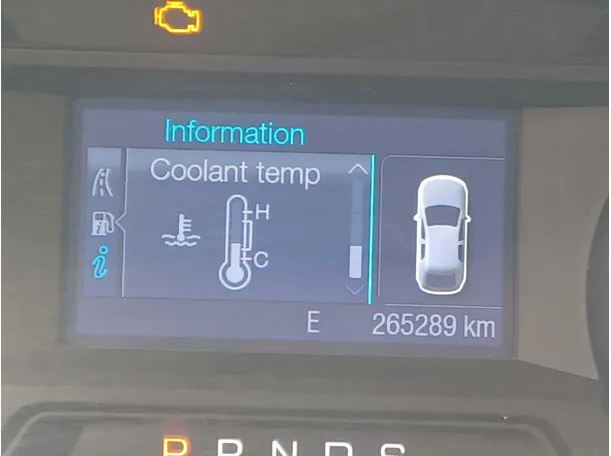 Information
Coolant temp
H
C
E 265289 km
P R N D S